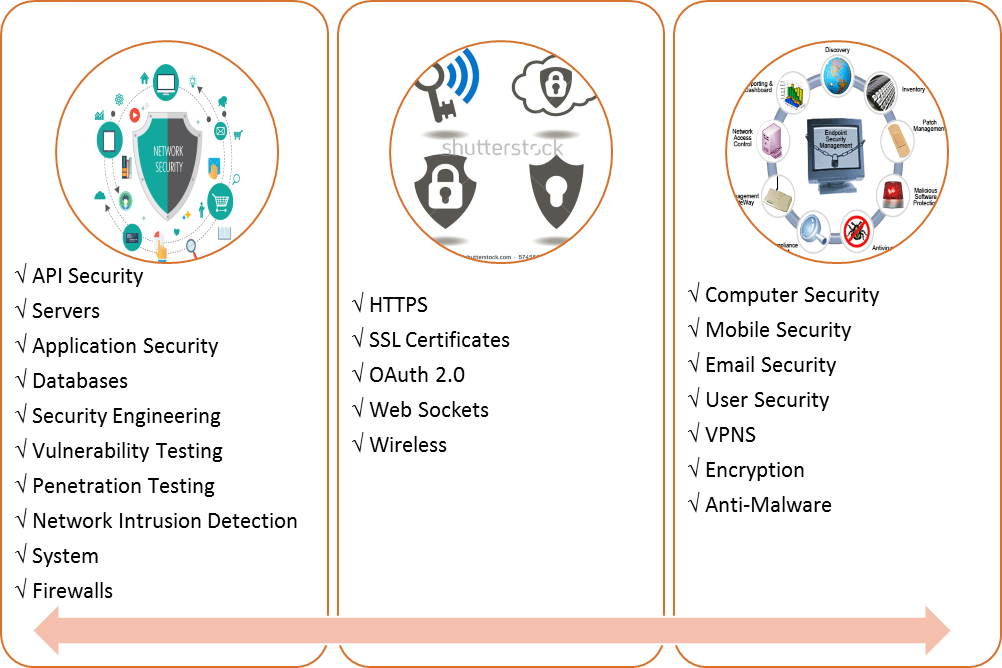 NETWORK
SECURITY
√ API Security
√ Servers
√ Application Security
√ Databases
√ Security Engineering
√ Vulnerability Testing
√ Penetration Testing
√ Network Intrusion Detection
√ System
√ Firewalls
shutterstock
√ HTTPS
√ SSL Certificates
√ OAuth 2.0
√ Web Sockets
√ Wireless
Discovery
Inventory
Patch
Management
Malicious
Software
Dashboard
Network
Access
Control
Endpoint
Security
Management
√ Computer Security
√ Mobile Security
√ Email Security
√ User Security
√ VPNS
√ Encryption
√ Anti-Malware